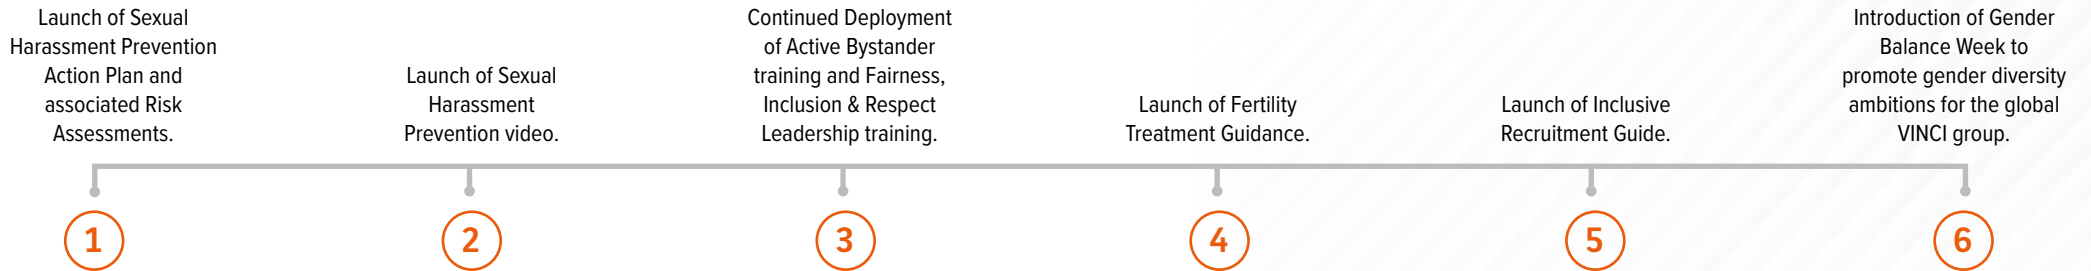 Launch of Sexual
Harassment Prevention
Action Plan and
associated Risk
Assessments.
1
Launch of Sexual
Harassment
Prevention video.
2
Continued Deployment
of Active Bystander
training and Fairness,
Inclusion & Respect
Leadership training.
3
Launch of Fertility
Treatment Guidance.
4
Launch of Inclusive
Recruitment Guide.
5
Introduction of Gender
Balance Week to
promote gender diversity
ambitions for the global
VINCI group.
6